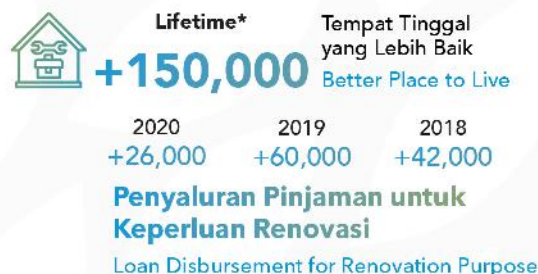 Lifetime*
+150,000
Tempat Tinggal
yang Lebih Baik
Better Place to Live
2020 2019 2018
+26,000 +60,000 +42,000
Penyaluran Pinjaman untuk
Keperluan Renovasi
Loan Disbursement for Renovation Purpose